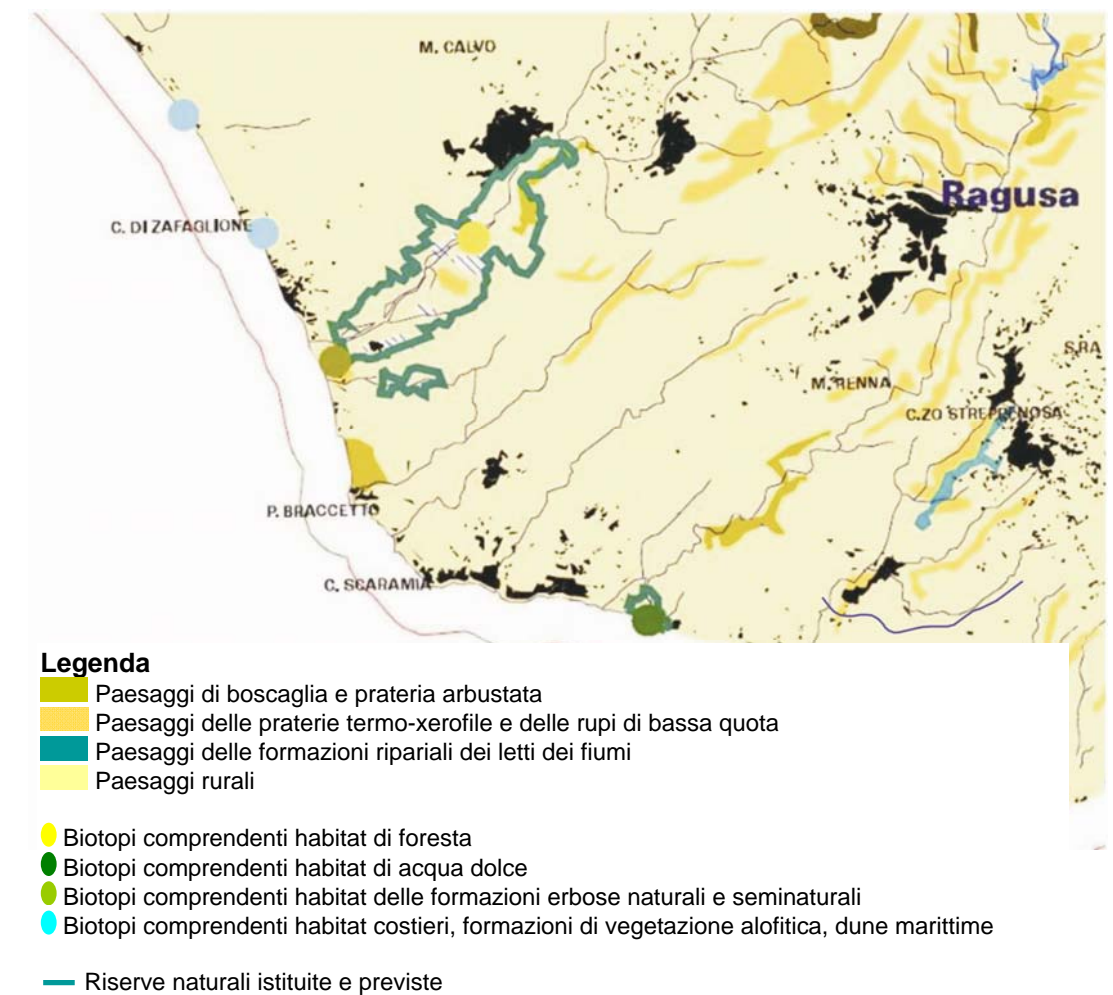 M. CALVO
Ragusa
C. DI ZAFAGLIONE
S.RA
M. RENNA
C.ZO STREPPENOSA
P. BRACCETTO
C. SCARAMIA
Legenda
Paesaggi di boscaglia e prateria arbustata
Paesaggi delle praterie termo-xerofile e delle rupi di bassa quota
Paesaggi delle formazioni ripariali dei letti dei fiumi
Paesaggi rurali
Biotopi comprendenti habitat di foresta
Biotopi comprendenti habitat di acqua dolce
Biotopi comprendenti habitat delle formazioni erbose naturali e seminaturali
Biotopi comprendenti habitat costieri, formazioni di vegetazione alofitica, dune marittime
Riserve naturali istituite e previste